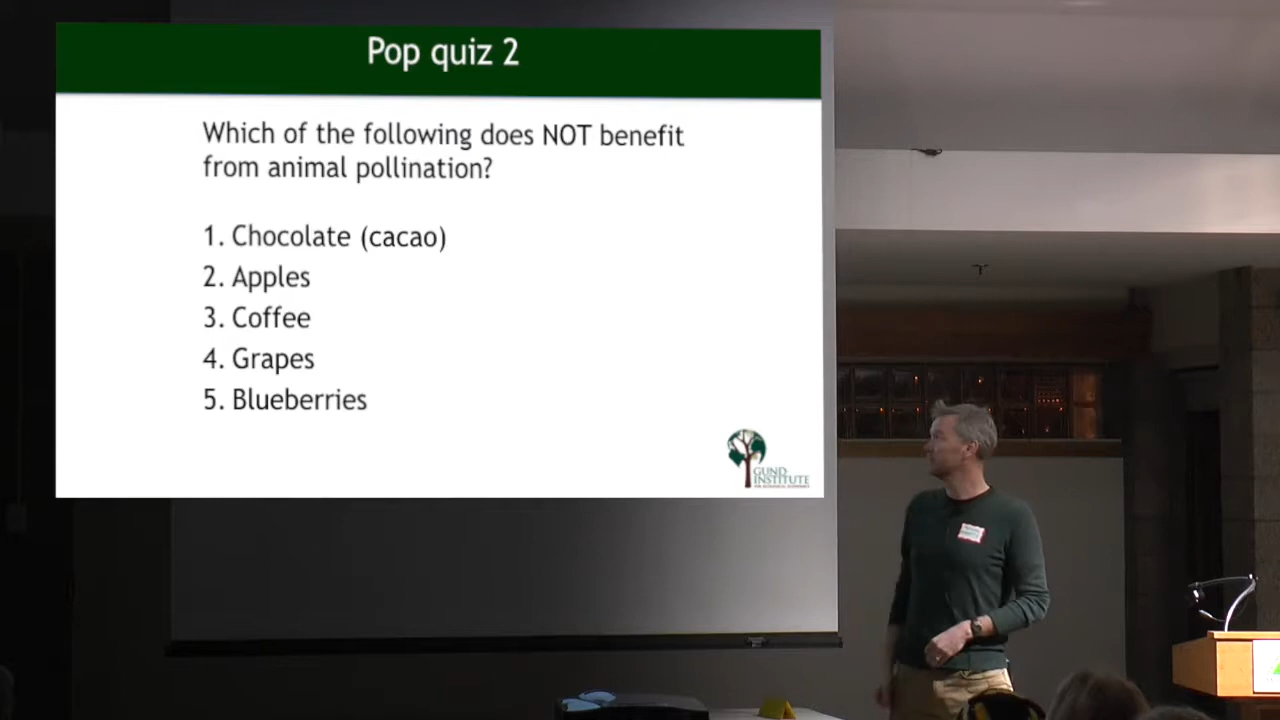 Pop quiz 2
Which of the following does NOT benefit
from animal pollination?
1. Chocolate (cacao)
2. Apples
3. Coffee
4. Grapes
5. Blueberries
GUND
INSTITUTE